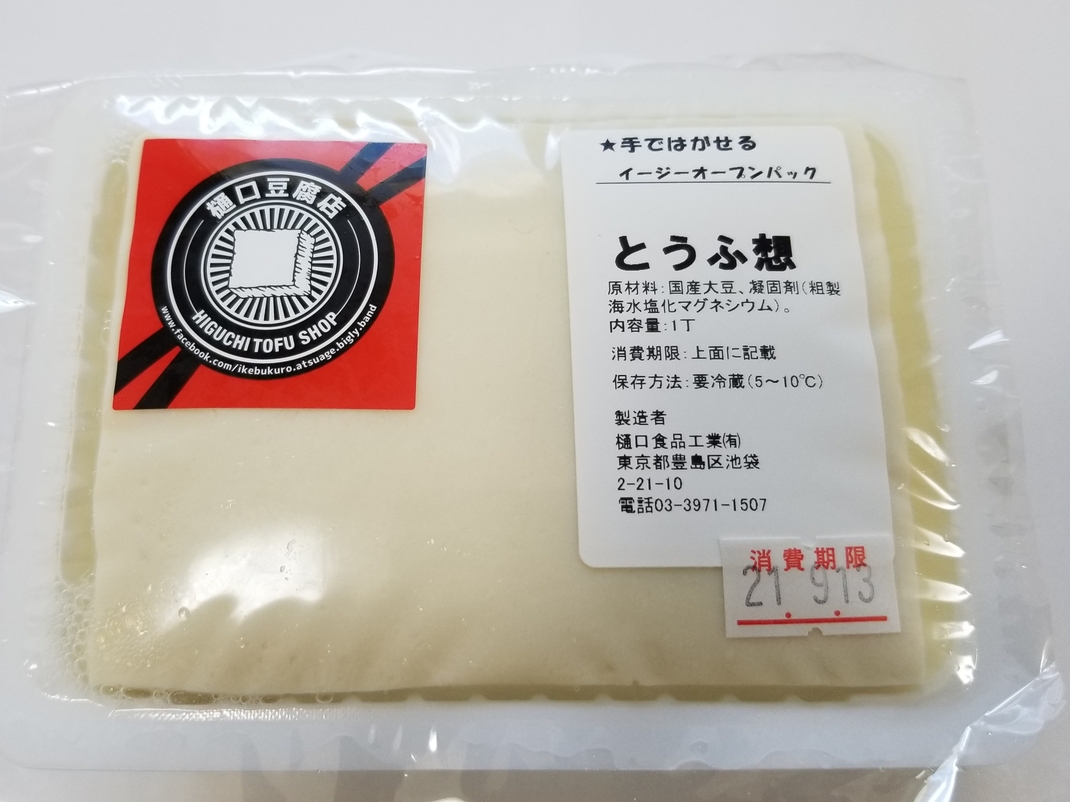 樋口豆腐店
HIGUCHI TOFU SHOP
www.facebook.com/ikebukuro.atsuage.bigly.band
★手ではがせる
イージーオープンパック
とうふ想
原材料:国産大豆、凝固剤(粗製
海水塩化マグネシウム)。
内容量:1丁
消費期限:上面に記載
保存方法:要冷蔵(5～10℃)
製造者
樋口食品工業㈲
東京都豊島区池袋
2-21-10
電話03-3971-1507
消費期限
21.9.13